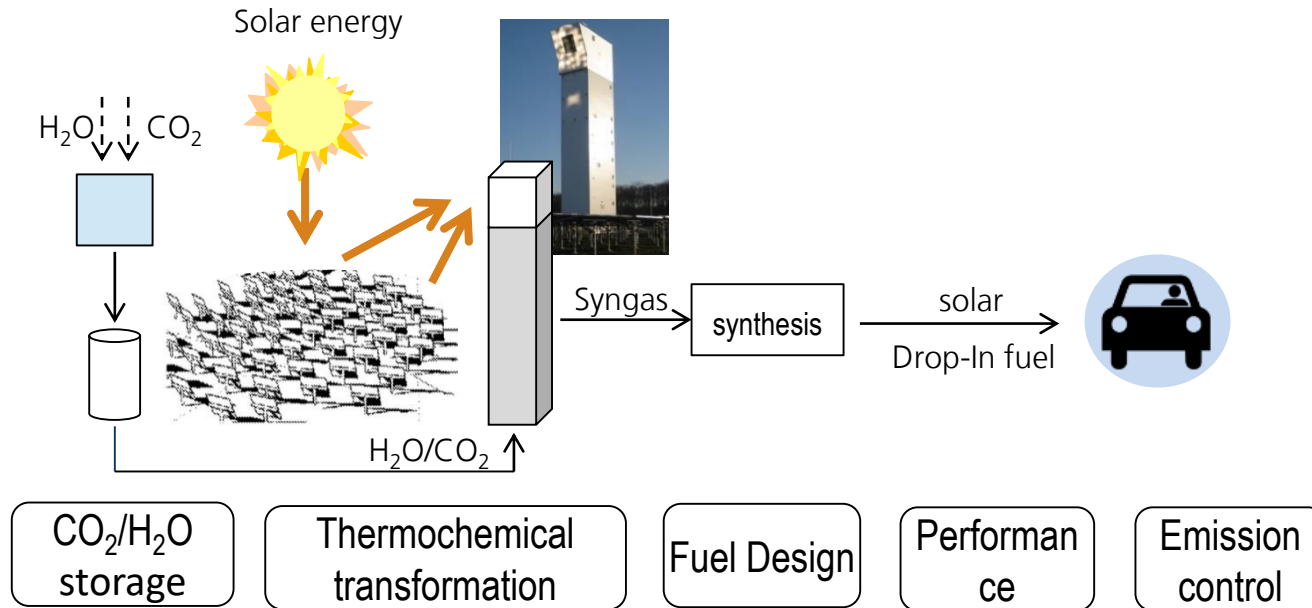 Solar energy
H₂O CO₂
Syngas
synthesis
solar
Drop-In fuel
H₂O/CO₂
CO₂/H₂O
storage
Thermochemical
transformation
Fuel Design
Performan
ce
Emission
control